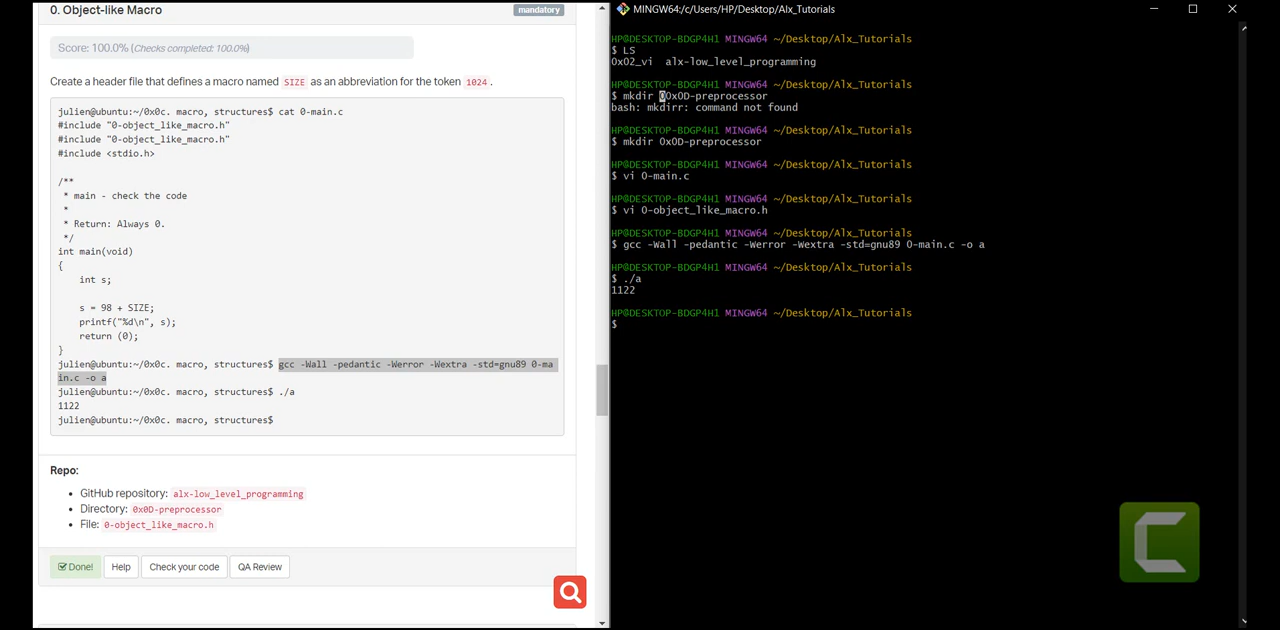 0. Object-like Macro
mandatory
Score: 100.0% (Checks completed: 100.0%)
Create a header file that defines a macro named SIZE as an abbreviation for the token 1024 .
julien@ubuntu:~/0x0c. macro, structures$ cat 0-main.c
#include "0-object_like_macro.h"
#include "0-object_like_macro.h"
#include <stdio.h>
/**
* main - check the code
*
* Return: Always 0.
*/
int main(void)
{
int s;
s = 98 + SIZE;
printf("%d\n", s);
return (0);
}
julien@ubuntu:~/0x0c. macro, structures$ gcc -Wall -pedantic -Werror -Wextra -std=gnu89 0-ma
in.c -o a
julien@ubuntu:~/0x0c. macro, structures$ ./a
1122
julien@ubuntu:~/0x0c. macro, structures$
Repo:
• GitHub repository: alx-low_level_programming
• Directory: 0x0D-preprocessor
• File: 0-object_like_macro.h
Done!
Help
Check your code
QA Review
MINGW64:/c/Users/HP/Desktop/Alx_Tutorials
HP@DESKTOP-BDGP4H1 MINGW64 ~/Desktop/Alx_Tutorials
$ LS
0x02_vi alx-low_level_programming
HP@DESKTOP-BDGP4H1 MINGW64 ~/Desktop/Alx_Tutorials
$ mkdir 00x0D-preprocessor
bash: mkdirr: command not found
HP@DESKTOP-BDGP4H1 MINGW64 ~/Desktop/Alx_Tutorials
$ mkdir 0x0D-preprocessor
HP@DESKTOP-BDGP4H1 MINGW64 ~/Desktop/Alx_Tutorials
$ vi 0-main.c
HP@DESKTOP-BDGP4H1 MINGW64 ~/Desktop/Alx_Tutorials
$ vi 0-object_like_macro.h
HP@DESKTOP-BDGP4H1 MINGW64 ~/Desktop/Alx_Tutorials
$ gcc -Wall -pedantic -Werror -Wextra -std=gnu89 0-main.c -o a
HP@DESKTOP-BDGP4H1 MINGW64 ~/Desktop/Alx_Tutorials
$ ./a
1122
HP@DESKTOP-BDGP4H1 MINGW64 ~/Desktop/Alx_Tutorials
$